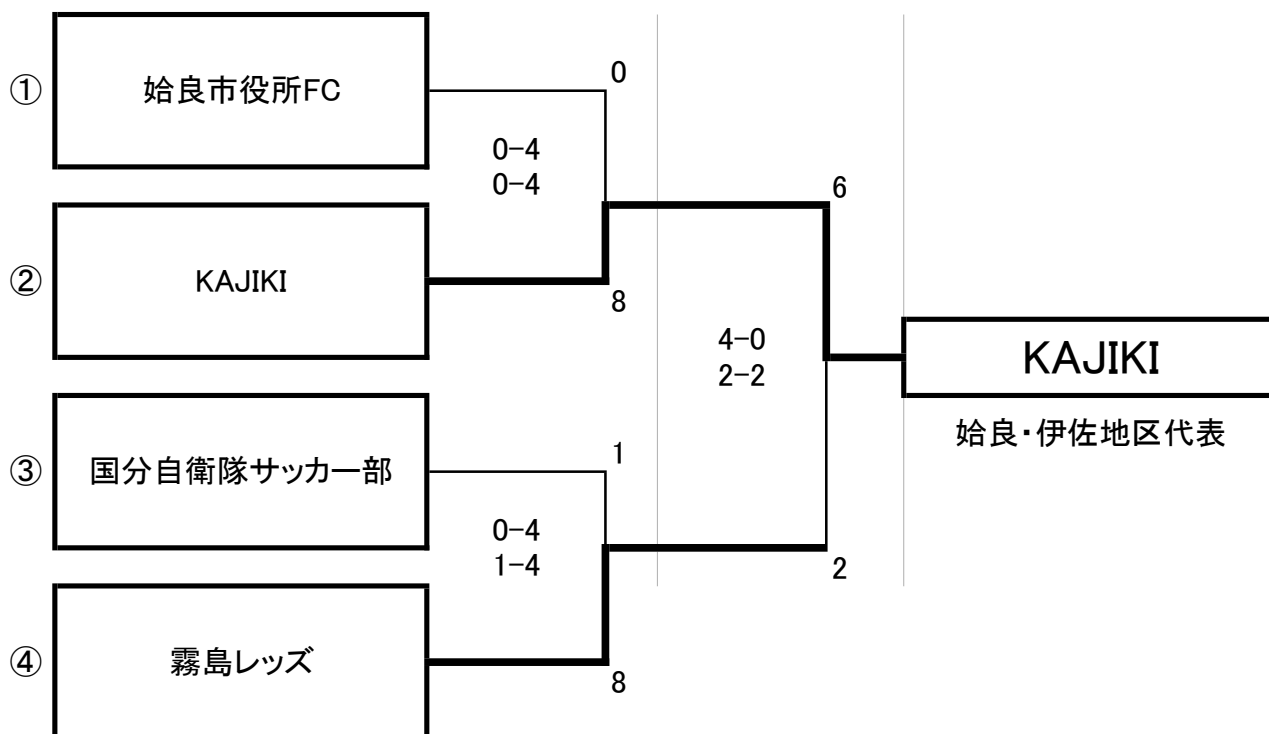 ① 姶良市役所FC
0
0-4
0-4
② KAJIKI
8
6
4-0
2-2
KAJIKI
姶良・伊佐地区代表
③ 国分自衛隊サッカー部
1
0-4
1-4
2
④ 霧島レッズ
8